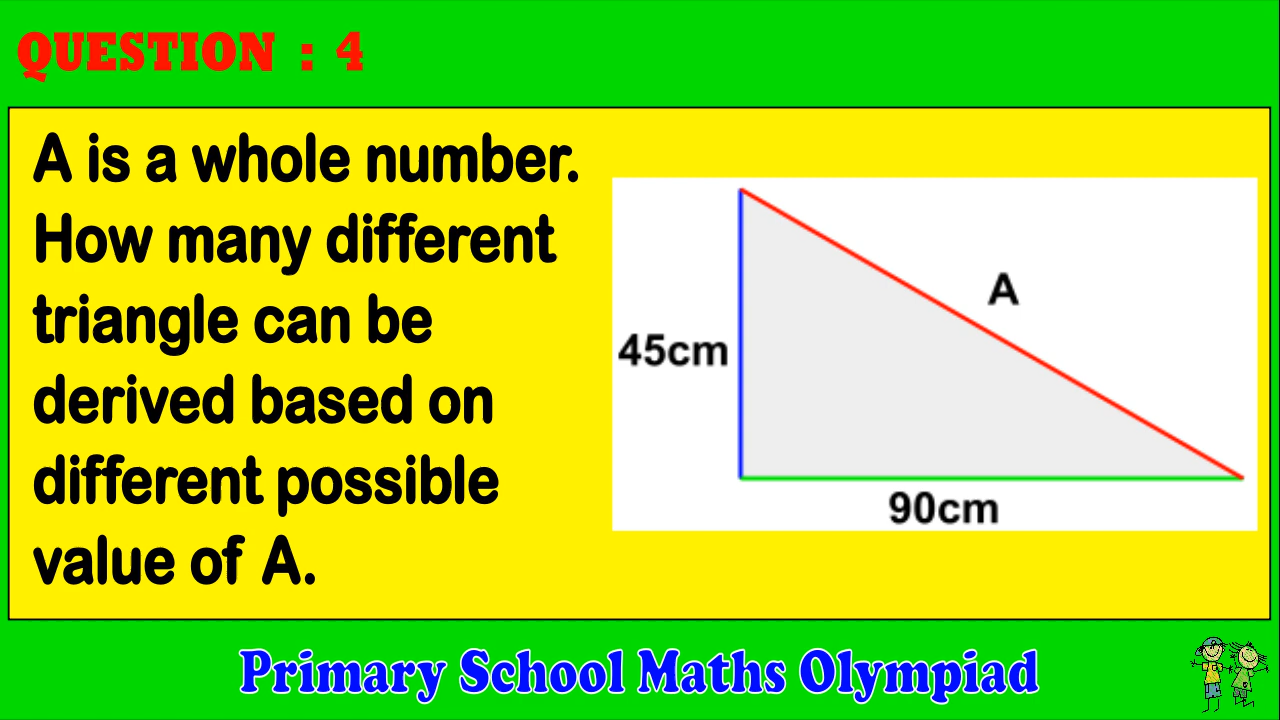 QUESTION : 4
A is a whole number.
How many different
triangle can be
derived based on
different possible
value of A.
A
45cm
90cm
Primary School Maths Olympiad